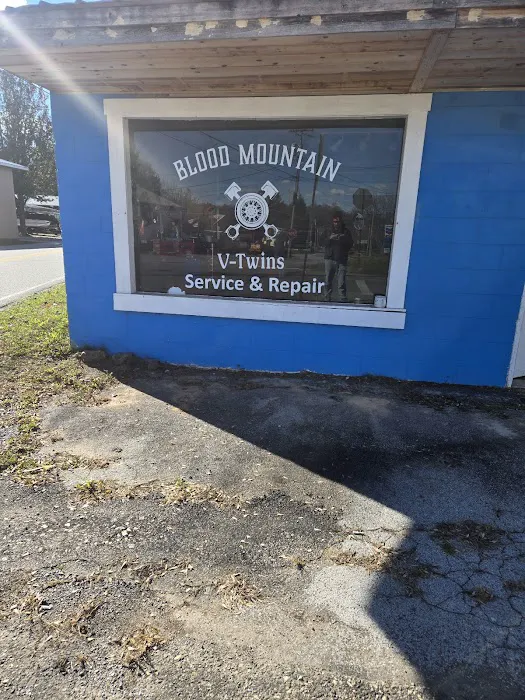 BLOOD MOUNTAIN
V-Twins
Service & Repair